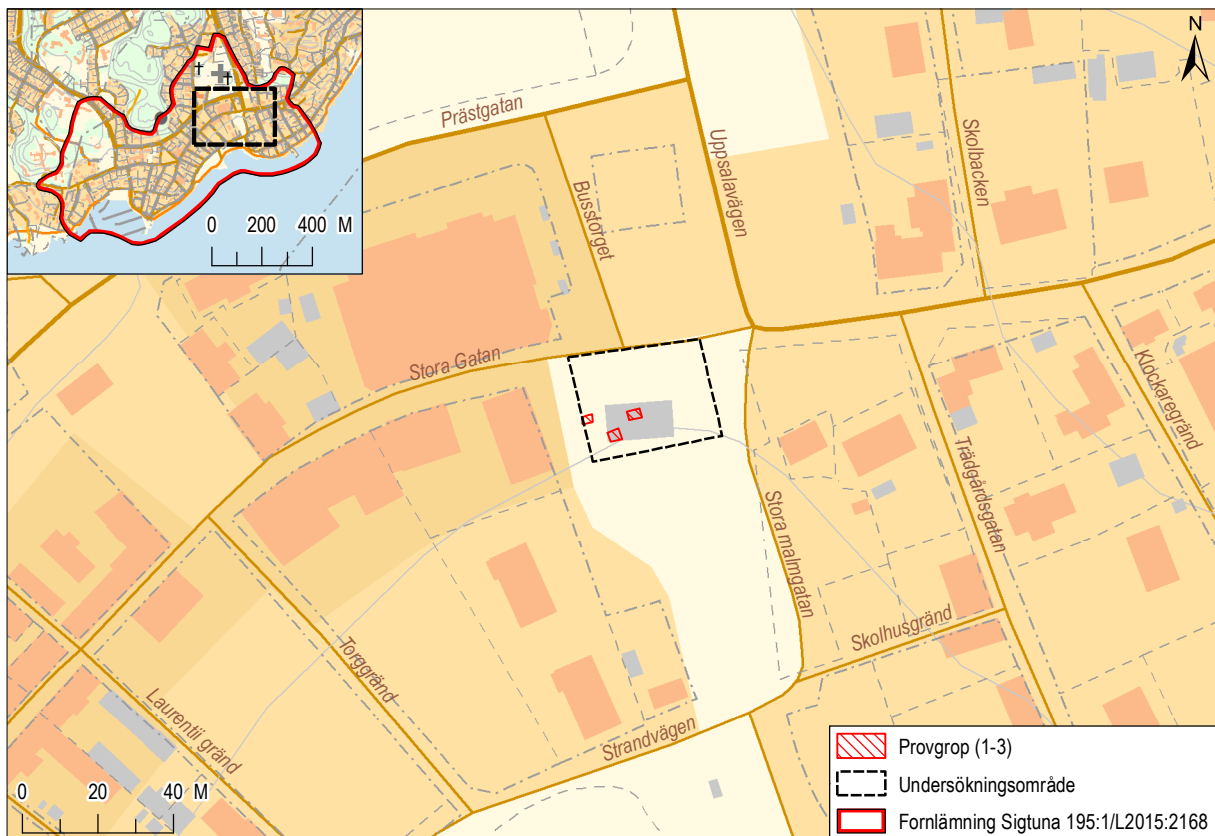 N
0 200 400 M
Prästgatan
Busstorget
Uppsalavägen
Skolbacken
Stora Gatan
Klockaregränd
Trädgårdsgatan
Stora malmgatan
Skolhusgränd
Torggränd
Laurentii gränd
Strandvägen
0 20 40 M
Provgrop (1-3)
Undersökningsområde
Fornlämning Sigtuna 195:1/L2015:2168